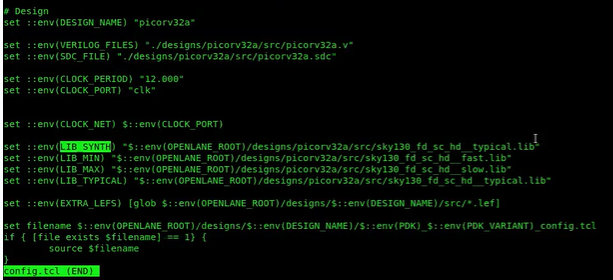 # Design
set ::env(DESIGN_NAME) "picorv32a"
set ::env(VERILOG_FILES) "./designs/picorv32a/src/picorv32a.v"
set ::env(SDC_FILE) "./designs/picorv32a/src/picorv32a.sdc"
set ::env(CLOCK_PERIOD) "12.000"
set ::env(CLOCK_PORT) "clk"
set ::env(CLOCK_NET) $::env(CLOCK_PORT)
set ::env(LIB_SYNTH) "$::env(OPENLANE_ROOT)/designs/picorv32a/src/sky130_fd_sc_hd__typical.lib"
set ::env(LIB_MIN) "$::env(OPENLANE_ROOT)/designs/picorv32a/src/sky130_fd_sc_hd__fast.lib"
set ::env(LIB_MAX) "$::env(OPENLANE_ROOT)/designs/picorv32a/src/sky130_fd_sc_hd__slow.lib"
set ::env(LIB_TYPICAL) "$::env(OPENLANE_ROOT)/designs/picorv32a/src/sky130_fd_sc_hd__typical.lib"
set ::env(EXTRA_LEFS) [glob $::env(OPENLANE_ROOT)/designs/$::env(DESIGN_NAME)/src/*.lef]
set filename $::env(OPENLANE_ROOT)/designs/$::env(DESIGN_NAME)/$::env(PDK)_$::env(PDK_VARIANT)_config.tcl
if { [file exists $filename] == 1} {
        source $filename
}
config.tcl (END)